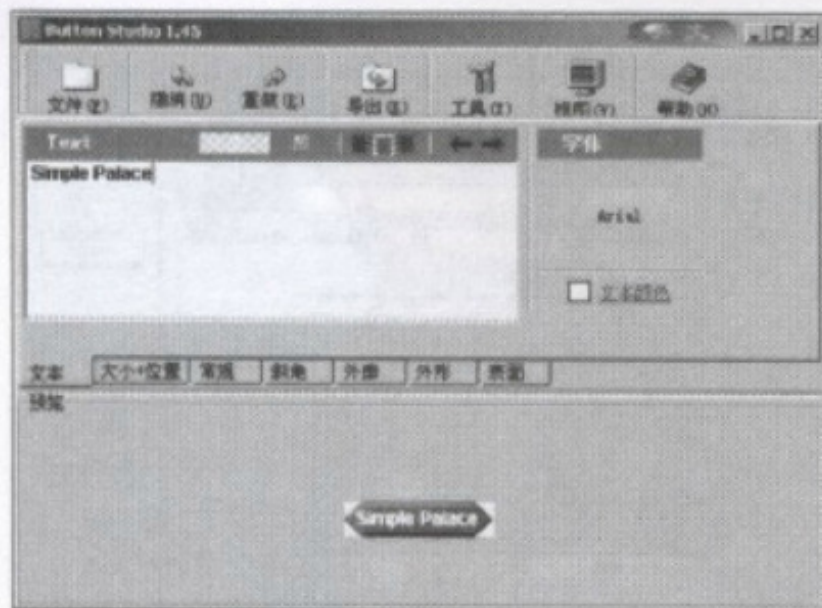 Button Studio 1.45
文件(F) 撤销(U) 重做(R) 导出(E) 工具(T) 视图(V) 帮助(H)
Text
字体
Simple Palace
Arial
文本颜色
文本 大小+位置 常规 斜角 外廓 外形 表面
预览
Simple Palace